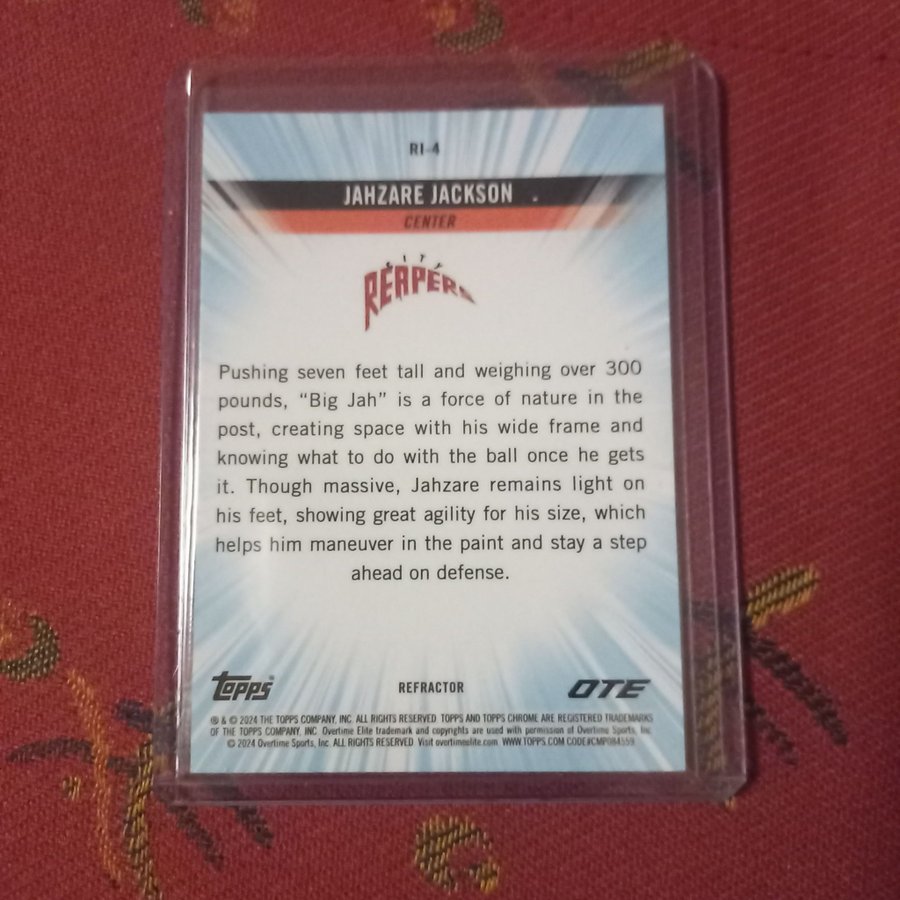 RI-4
JAHZARE JACKSON
CENTER
CITY
REAPERS
Pushing seven feet tall and weighing over 300
pounds, “Big Jah” is a force of nature in the
post, creating space with his wide frame and
knowing what to do with the ball once he gets
it. Though massive, Jahzare remains light on
his feet, showing great agility for his size, which
helps him maneuver in the paint and stay a step
ahead on defense.
topps®
REFRACTOR
OTE
® & © 2024 THE TOPPS COMPANY, INC. ALL RIGHTS RESERVED. TOPPS AND TOPPS CHROME ARE REGISTERED TRADEMARKS
OF THE TOPPS COMPANY, INC. Overtime Elite trademark and copyrights are used with permission of Overtime Sports, Inc.
© 2024 Overtime Sports, Inc. ALL RIGHTS RESERVED. Visit overtimeelite.com WWW.TOPPS.COM CODE#CMP084559